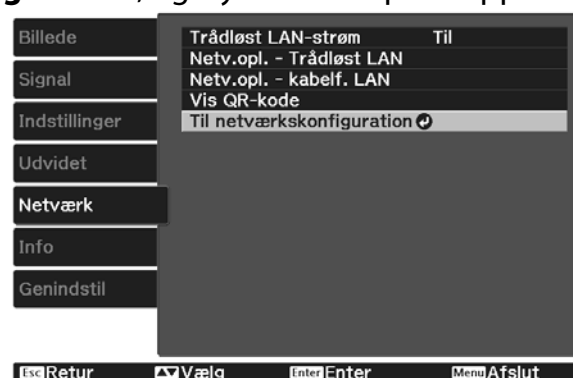 Billede
Signal
Indstillinger
Udvidet
Netværk
Info
Genindstil
Trådløst LAN-strøm Til
Netv.opl. - Trådløst LAN
Netv.opl. - kabelf. LAN
Vis QR-kode
Til netværkskonfiguration
Esc Retur Vælg Enter Enter Menu Afslut